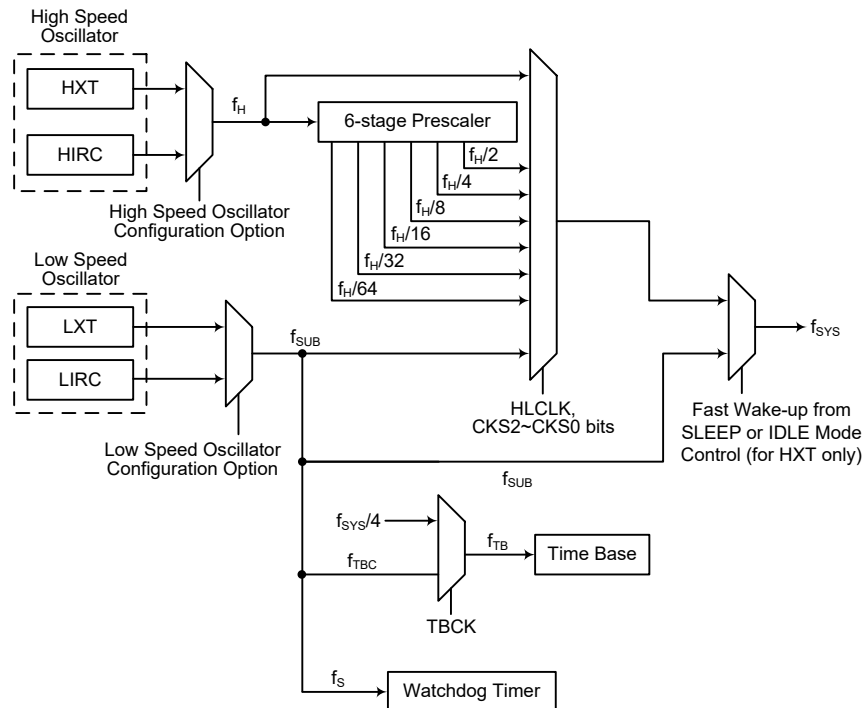 High Speed
Oscillator
HXT
HIRC
f_H
6-stage Prescaler
f_H/2
f_H/4
f_H/8
f_H/16
f_H/32
f_H/64
High Speed Oscillator
Configuration Option
Low Speed
Oscillator
LXT
LIRC
f_SUB
Low Speed Oscillator
Configuration Option
HLCLK,
CKS2~CKS0 bits
f_SYS
Fast Wake-up from
SLEEP or IDLE Mode
Control (for HXT only)
f_SUB
f_SYS/4
f_TBC
f_TB
Time Base
TBCK
f_S
Watchdog Timer